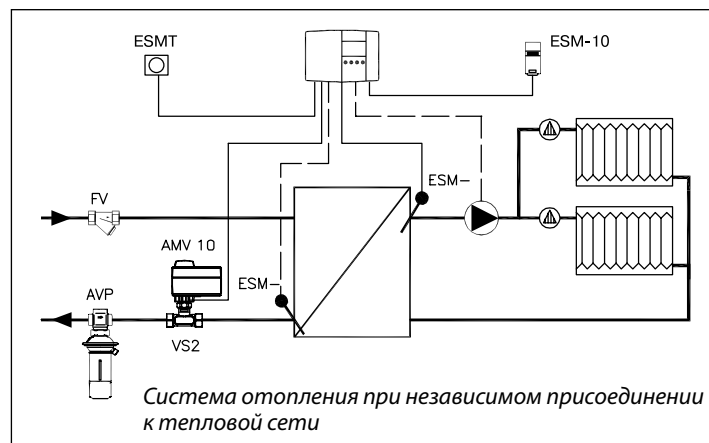 ESMT
ESM-10
ESM-
FV
AMV 10
ESM-
AVP
VS2
Система отопления при независимом присоединении
к тепловой сети